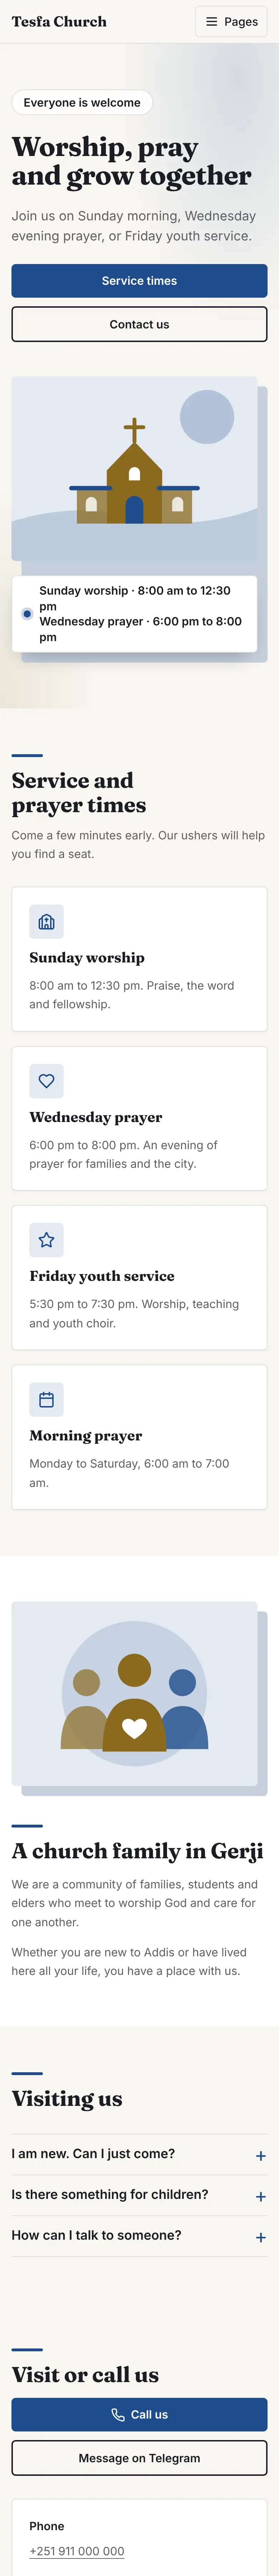 Tesfa Church
Pages
Everyone is welcome
Worship, pray
and grow together
Join us on Sunday morning, Wednesday
evening prayer, or Friday youth service.
Service times
Contact us
Sunday worship · 8:00 am to 12:30
pm
Wednesday prayer · 6:00 pm to 8:00
pm
Service and
prayer times
Come a few minutes early. Our ushers will help
you find a seat.
Sunday worship
8:00 am to 12:30 pm. Praise, the word
and fellowship.
Wednesday prayer
6:00 pm to 8:00 pm. An evening of
prayer for families and the city.
Friday youth service
5:30 pm to 7:30 pm. Worship, teaching
and youth choir.
Morning prayer
Monday to Saturday, 6:00 am to 7:00
am.
A church family in Gerji
We are a community of families, students and
elders who meet to worship God and care for
one another.
Whether you are new to Addis or have lived
here all your life, you have a place with us.
Visiting us
I am new. Can I just come?
Is there something for children?
How can I talk to someone?
Visit or call us
Call us
Message on Telegram
Phone
+251 911 000 000